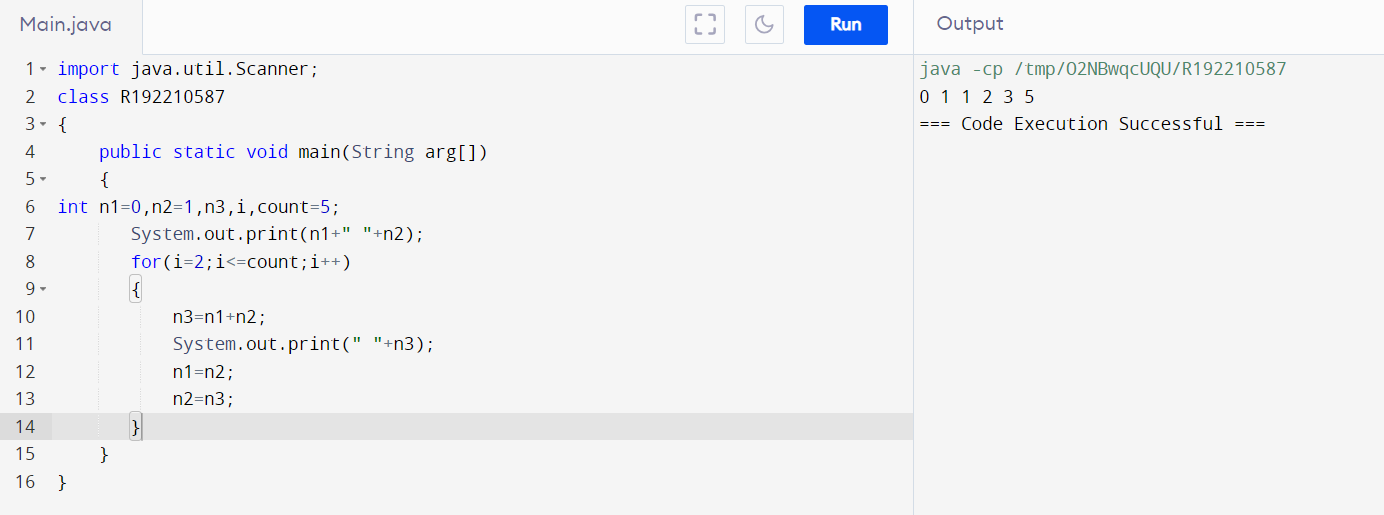 Main.java
Run
Output
1 import java.util.Scanner;
2 class R192210587
3 {
4     public static void main(String arg[])
5     {
6 int n1=0,n2=1,n3,i,count=5;
7        System.out.print(n1+" "+n2);
8        for(i=2;i<=count;i++)
9        {
10            n3=n1+n2;
11            System.out.print(" "+n3);
12            n1=n2;
13            n2=n3;
14        }
15     }
16 }
java -cp /tmp/O2NBwqcUQU/R192210587
0 1 1 2 3 5
=== Code Execution Successful ===